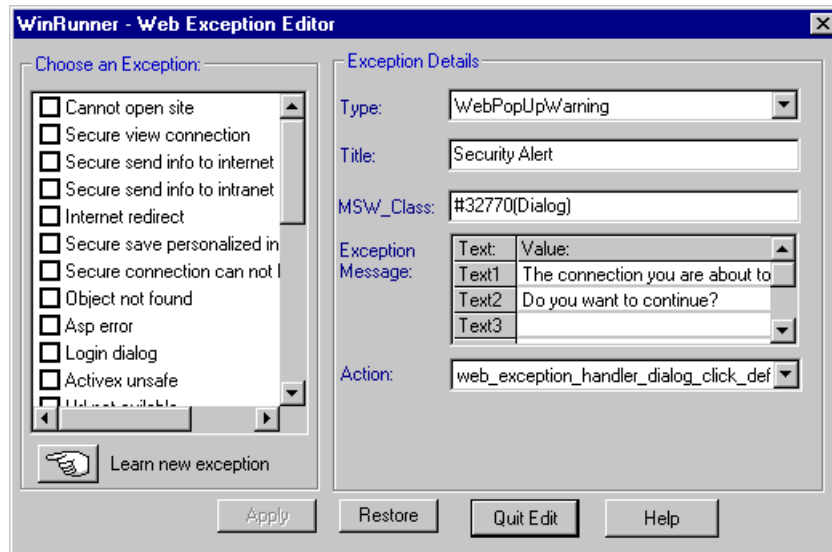 WinRunner - Web Exception Editor
Choose an Exception:
Cannot open site
Secure view connection
Secure send info to internet
Secure send info to intranet
Internet redirect
Secure save personalized in
Secure connection can not
Object not found
Asp error
Login dialog
Activex unsafe
Learn new exception
Exception Details
Type:
WebPopUpWarning
Title:
Security Alert
MSW_Class:
#32770(Dialog)
Exception Message:
Text: Value:
Text1 The connection you are about to
Text2 Do you want to continue?
Text3
Action:
web_exception_handler_dialog_click_def
Apply
Restore
Quit Edit
Help